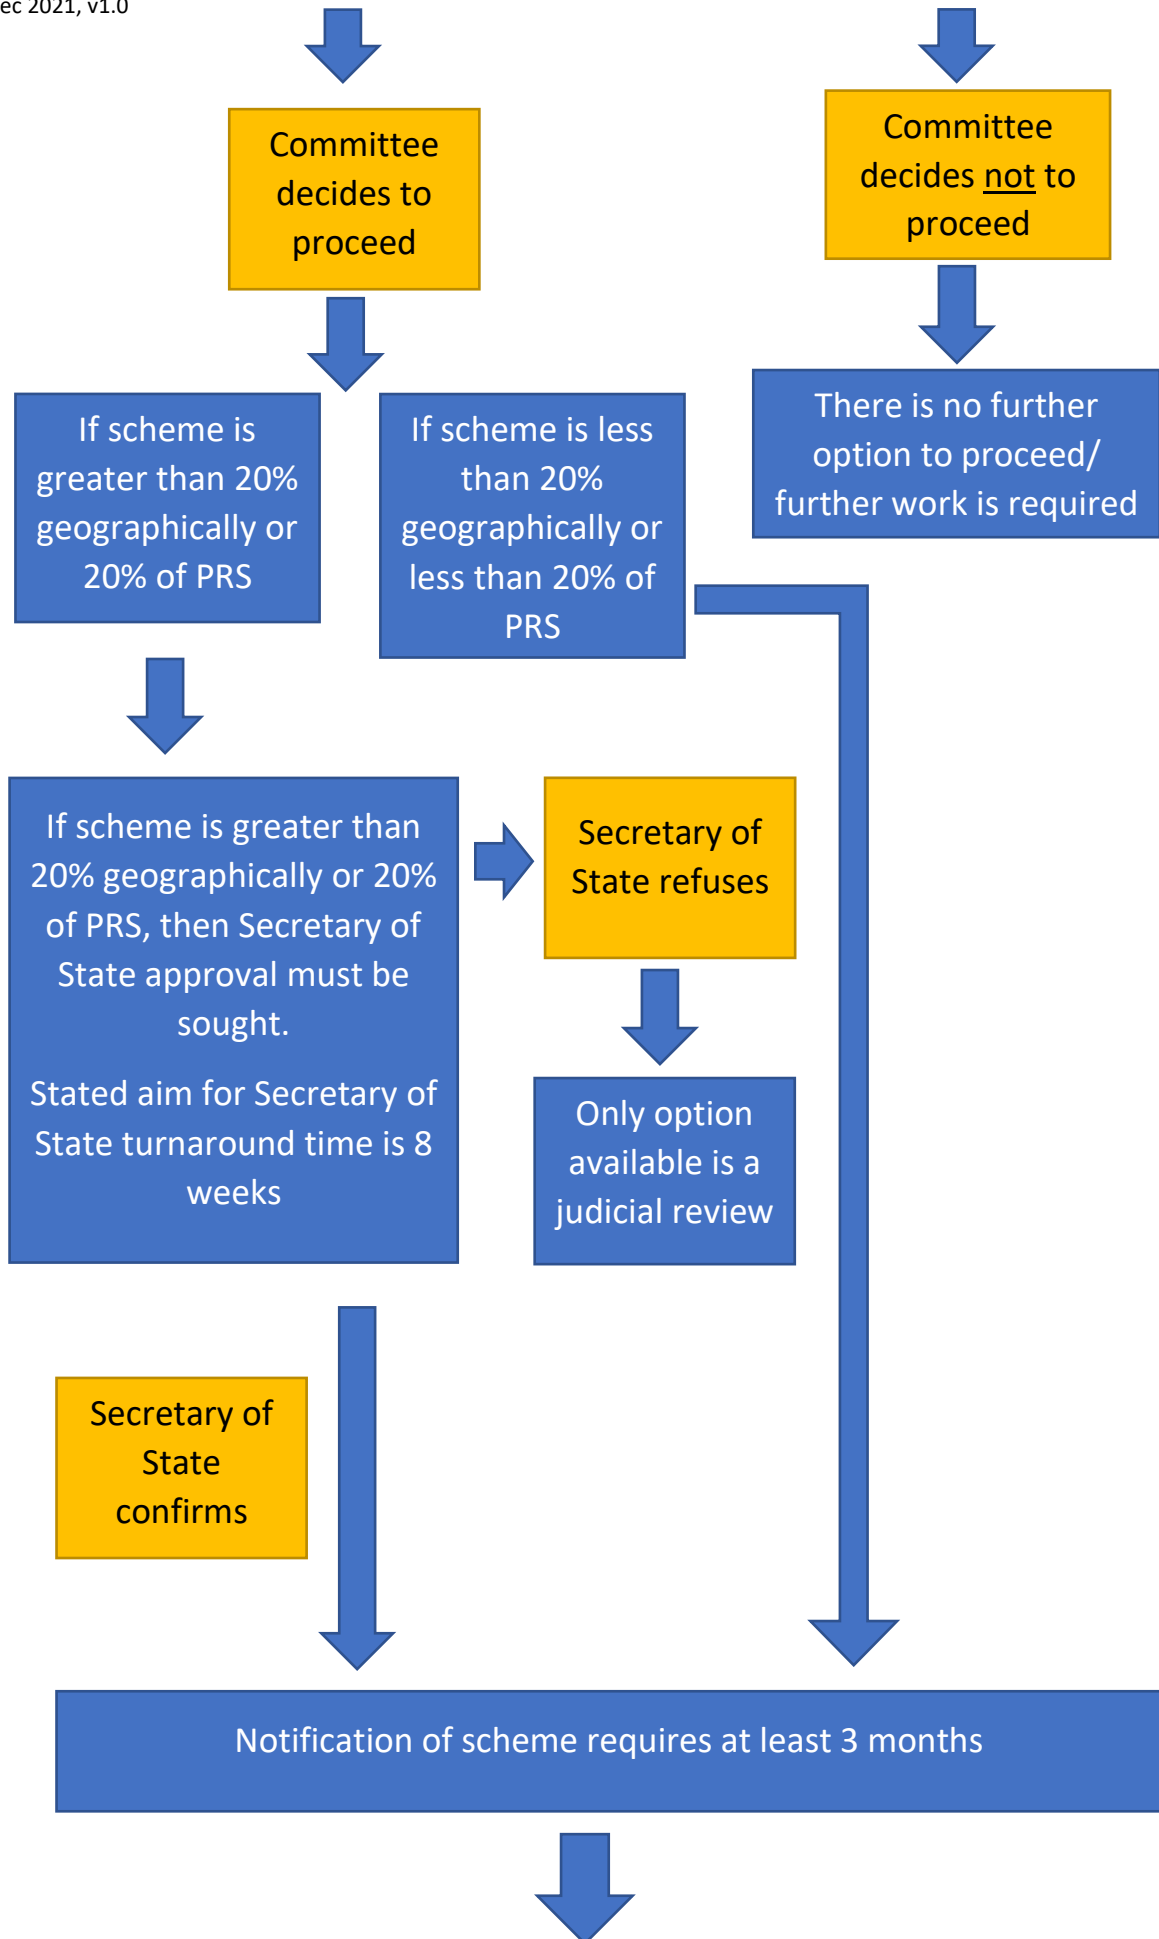 ec 2021, v1.0
Committee
decides to
proceed
Committee
decides not to
proceed
If scheme is
greater than 20%
geographically or
20% of PRS
If scheme is less
than 20%
geographically or
less than 20% of
PRS
There is no further
option to proceed/
further work is required
If scheme is greater than
20% geographically or 20%
of PRS, then Secretary of
State approval must be
sought.
Stated aim for Secretary of
State turnaround time is 8
weeks
Secretary of
State refuses
Only option
available is a
judicial review
Secretary of
State
confirms
Notification of scheme requires at least 3 months